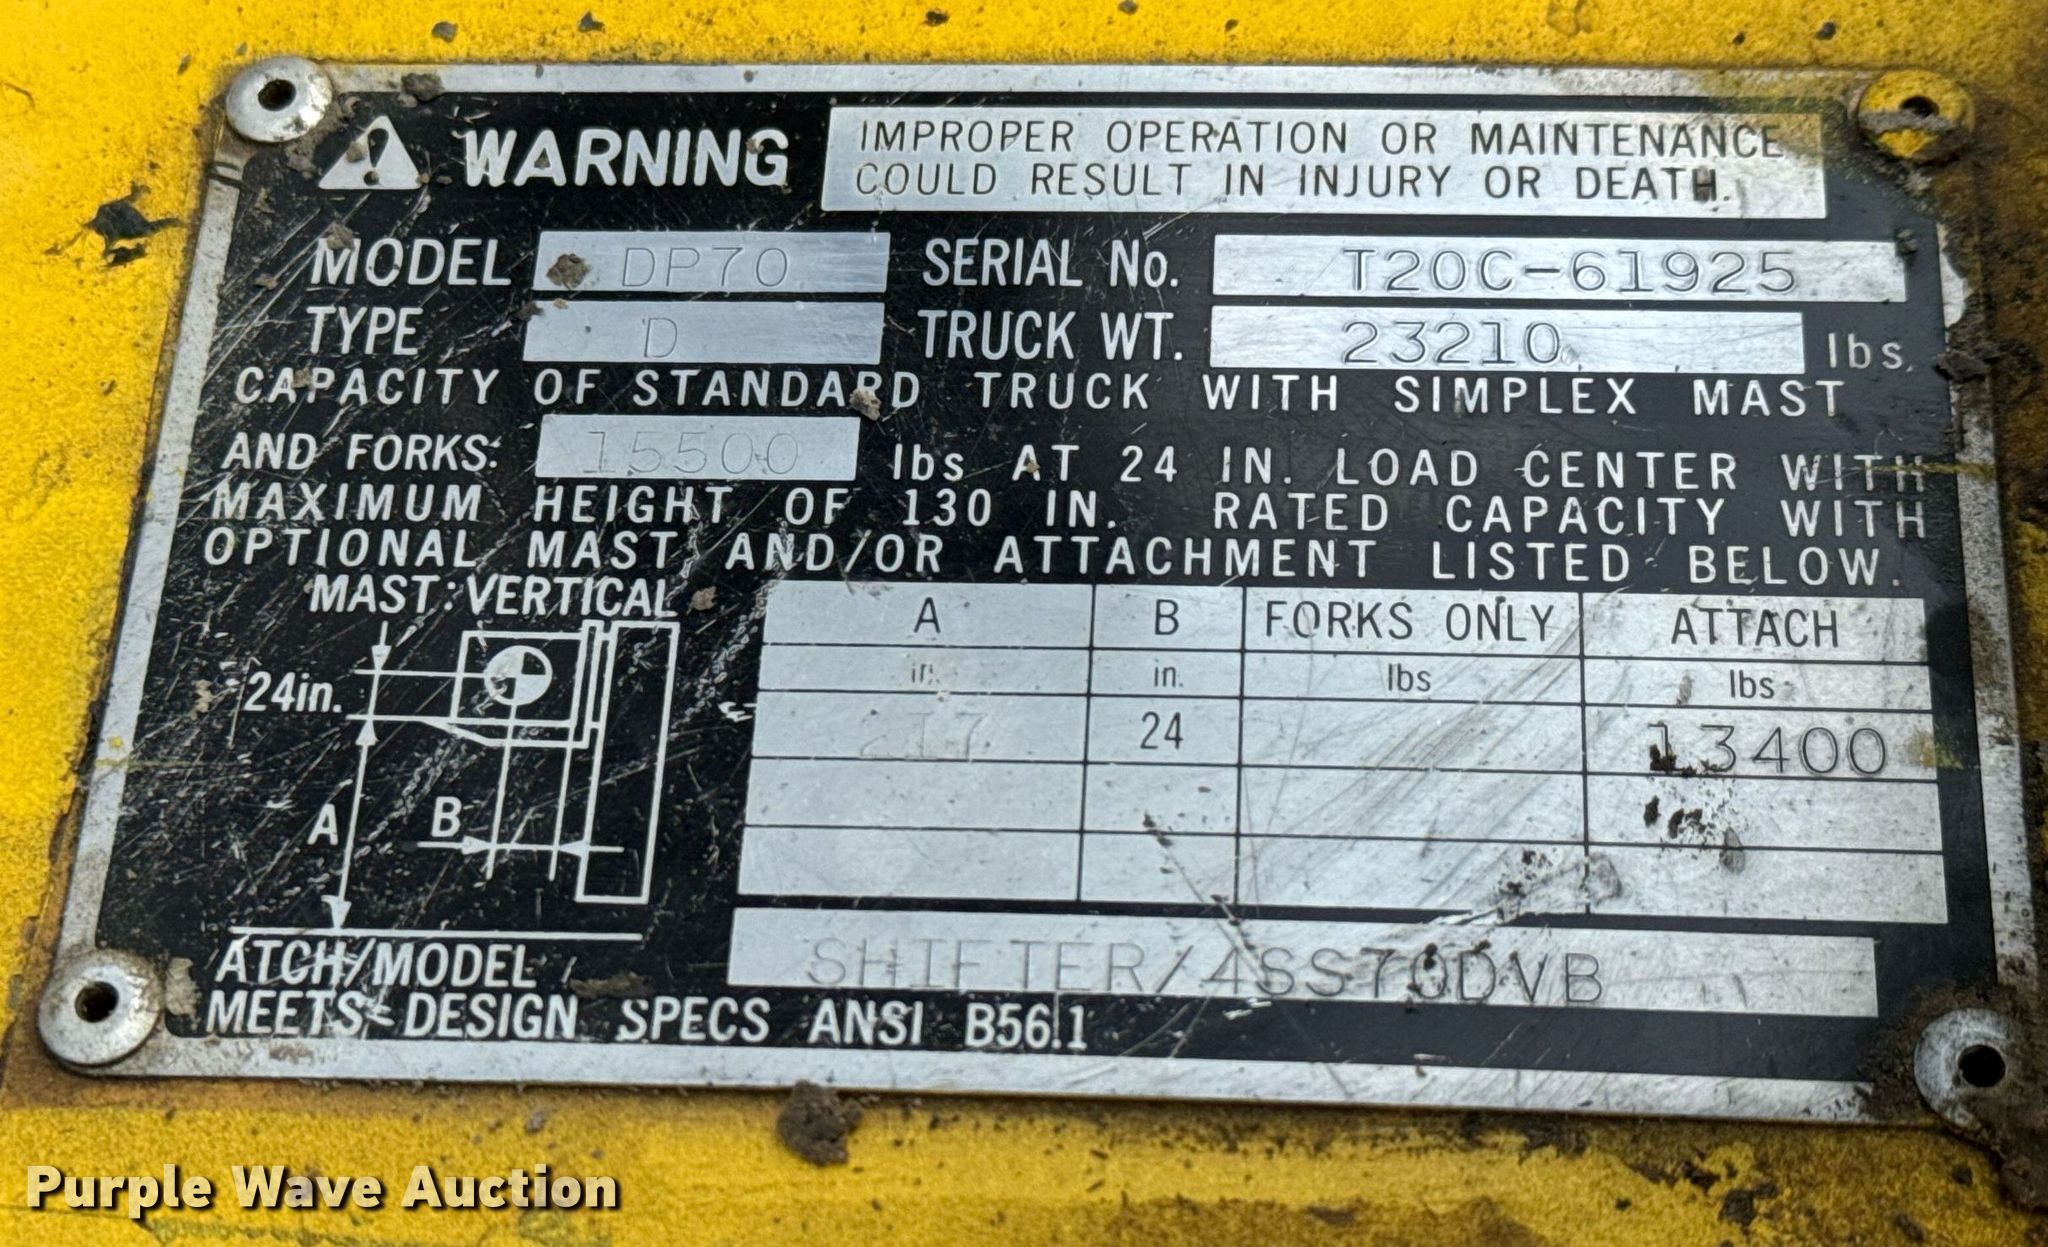 WARNING
IMPROPER OPERATION OR MAINTENANCE
COULD RESULT IN INJURY OR DEATH.
MODEL DP70 SERIAL No. T20C-61925
TYPE D TRUCK WT. 23210 lbs.
CAPACITY OF STANDARD TRUCK WITH SIMPLEX MAST
AND FORKS: 15500 lbs AT 24 IN. LOAD CENTER WITH
MAXIMUM HEIGHT OF 130 IN. RATED CAPACITY WITH
OPTIONAL MAST AND/OR ATTACHMENT LISTED BELOW.
MAST: VERTICAL
24in.
A
B
A B FORKS ONLY ATTACH
in. in. lbs lbs
217 24 13400
ATCH/MODEL SHIFTER/4SS70DVB
MEETS DESIGN SPECS ANSI B56.1
Purple Wave Auction